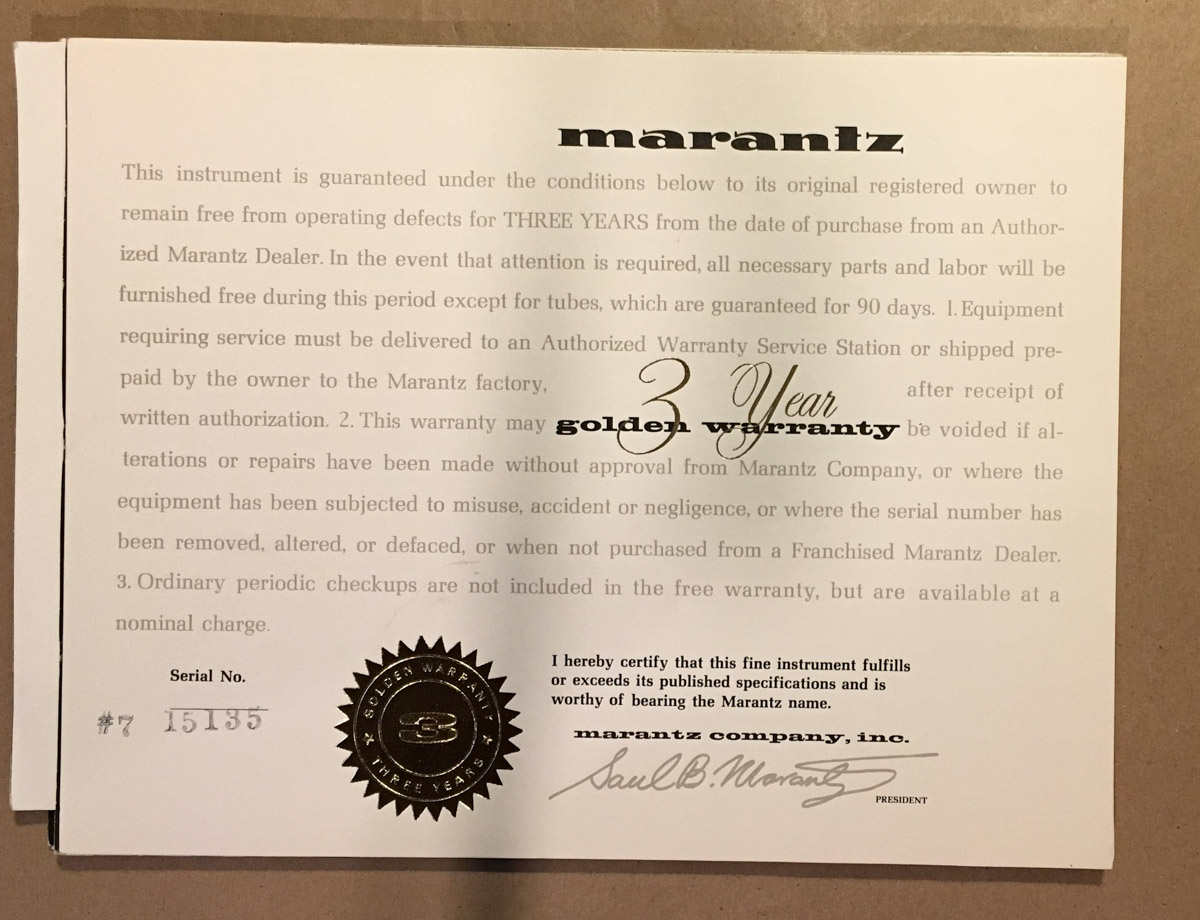 marantz
This instrument is guaranteed under the conditions below to its original registered owner to
remain free from operating defects for THREE YEARS from the date of purchase from an Author-
ized Marantz Dealer. In the event that attention is required, all necessary parts and labor will be
furnished free during this period except for tubes, which are guaranteed for 90 days. 1. Equipment
requiring service must be delivered to an Authorized Warranty Service Station or shipped pre-
paid by the owner to the Marantz factory, 3 Year after receipt of
written authorization. 2. This warranty may golden warranty be voided if al-
terations or repairs have been made without approval from Marantz Company, or where the
equipment has been subjected to misuse, accident or negligence, or where the serial number has
been removed, altered, or defaced, or when not purchased from a Franchised Marantz Dealer.
3. Ordinary periodic checkups are not included in the free warranty, but are available at a
nominal charge.
Serial No.
#7 15135
GOLDEN WARRANTY
3
THREE YEARS
I hereby certify that this fine instrument fulfills
or exceeds its published specifications and is
worthy of bearing the Marantz name.
marantz company, inc.
Saul B. Marantz
PRESIDENT